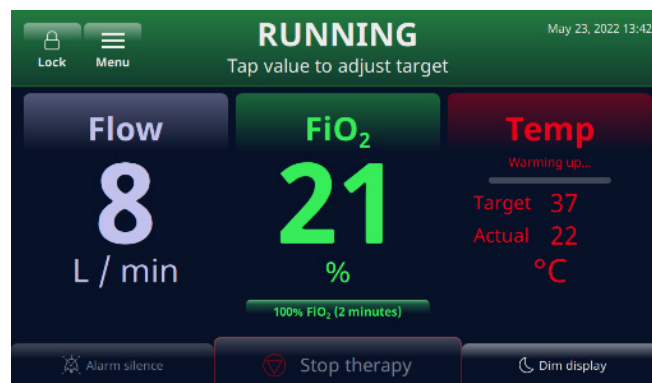 Lock
Menu
RUNNING
Tap value to adjust target
May 23, 2022 13:42
Flow
8
L / min
FiO₂
21
%
100% FiO₂ (2 minutes)
Temp
Warming up...
Target 37
Actual 22
°C
Alarm silence
Stop therapy
Dim display